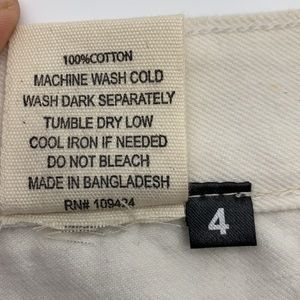 100%COTTON
MACHINE WASH COLD
WASH DARK SEPARATELY
TUMBLE DRY LOW
COOL IRON IF NEEDED
DO NOT BLEACH
MADE IN BANGLADESH
RN# 109424
4